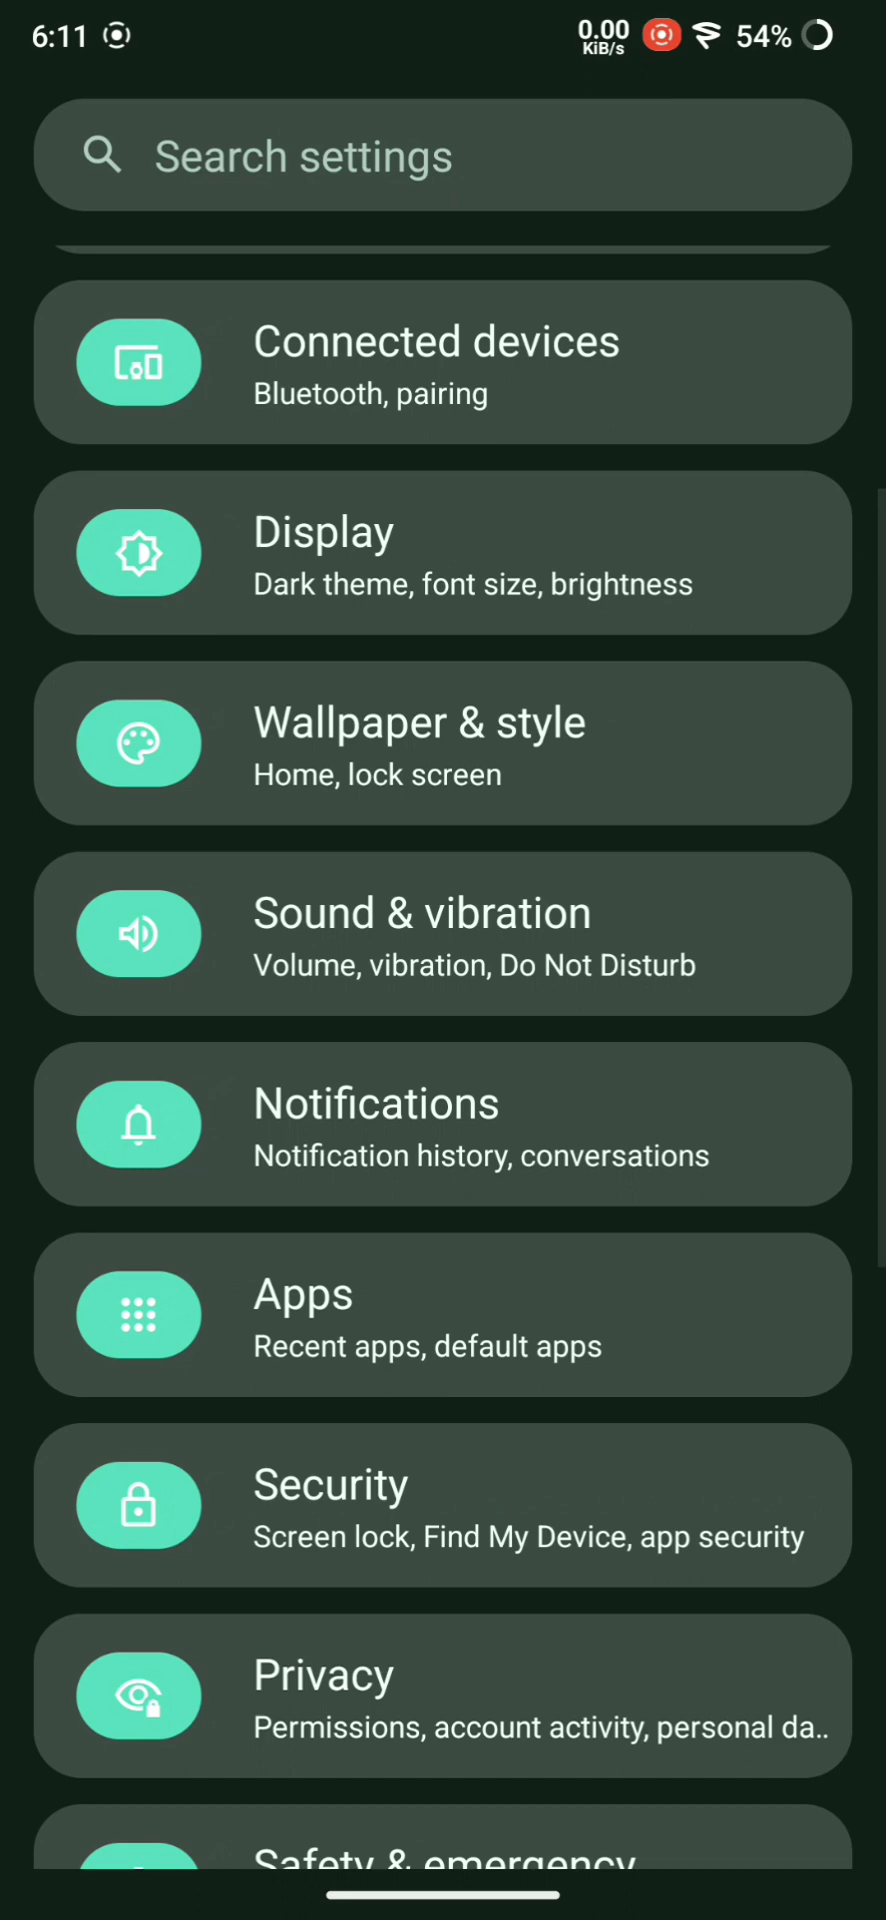 6:11
0.00
KiB/s
54%
Search settings
Connected devices
Bluetooth, pairing
Display
Dark theme, font size, brightness
Wallpaper & style
Home, lock screen
Sound & vibration
Volume, vibration, Do Not Disturb
Notifications
Notification history, conversations
Apps
Recent apps, default apps
Security
Screen lock, Find My Device, app security
Privacy
Permissions, account activity, personal da..
Safety & emergency